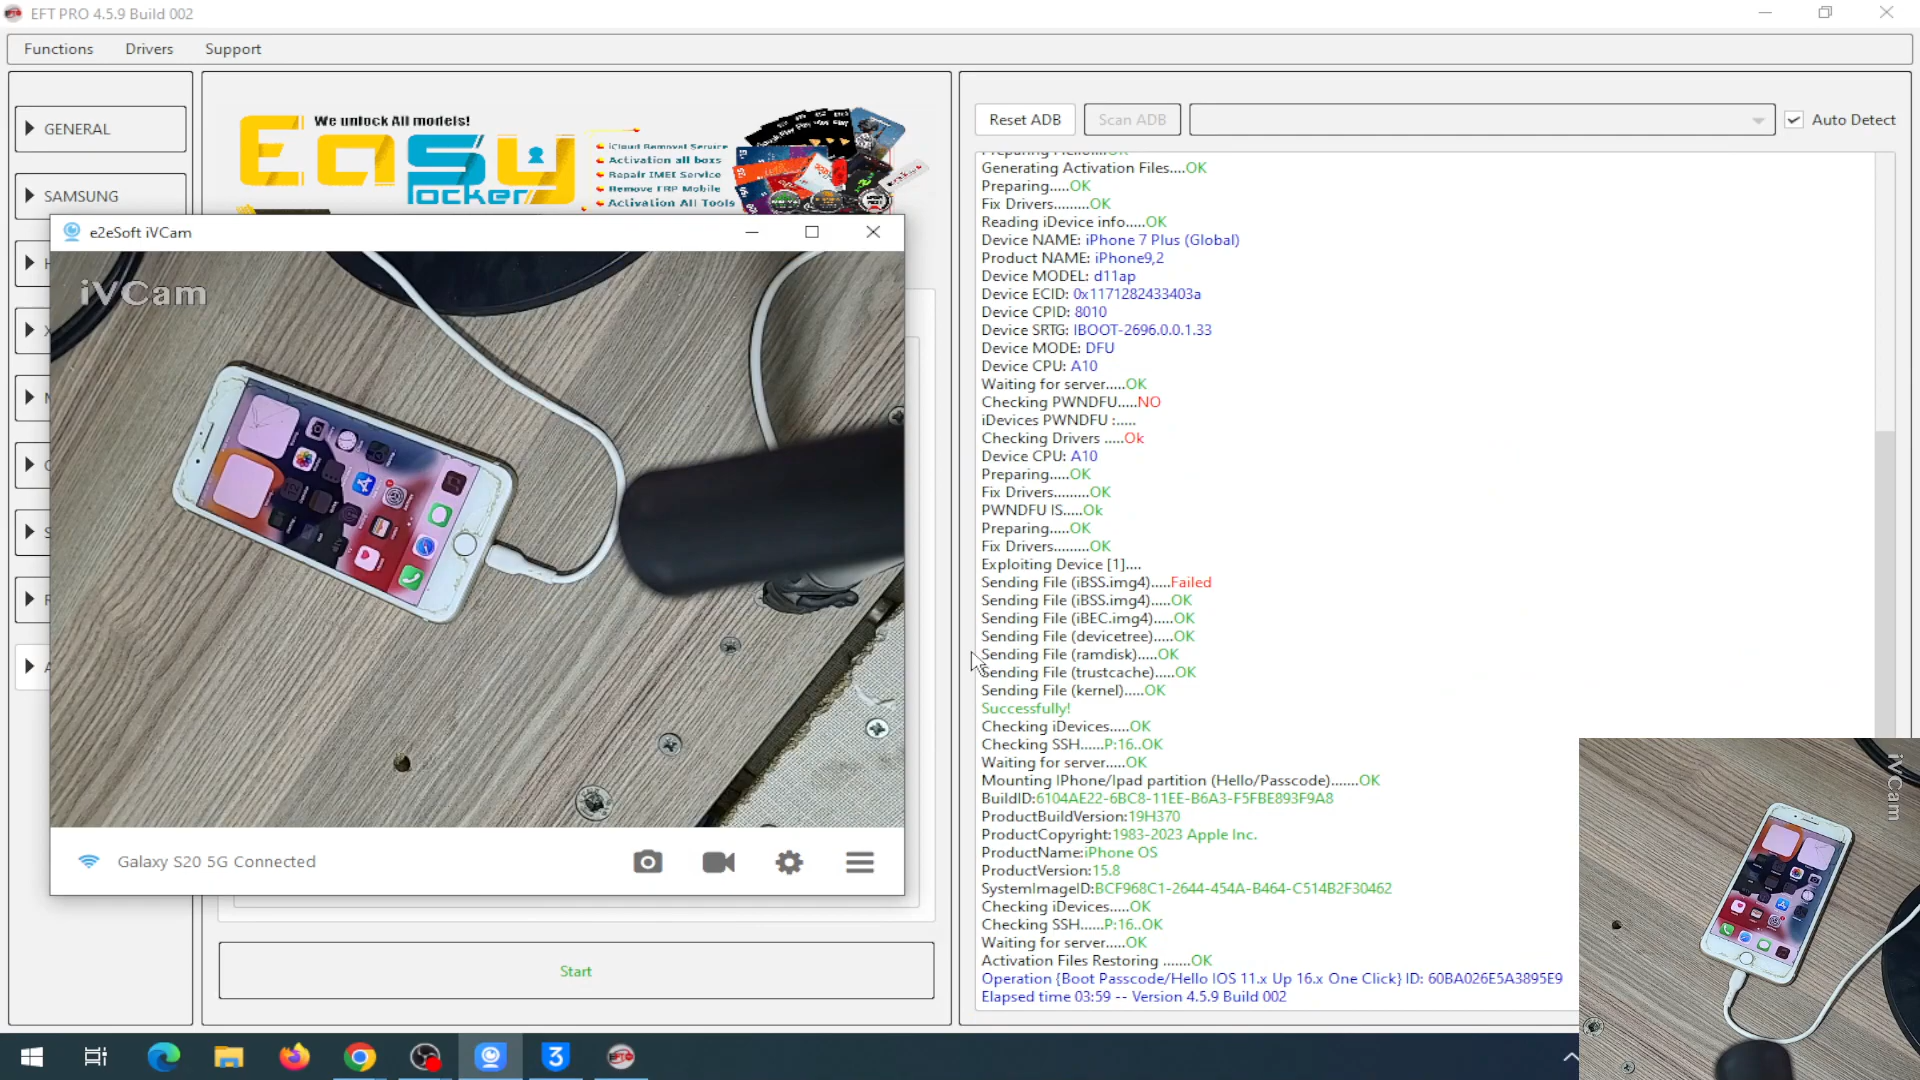 EFT PRO 4.5.9 Build 002
Functions Drivers Support
GENERAL
SAMSUNG
We unlock All models!
Easy
locker
iCloud Removal Service
Activation all boxs
Repair IMEI Service
Remove FRP Mobile
Activation All Tools
e2eSoft iVCam
iVCam
Galaxy S20 5G Connected
Start
Reset ADB Scan ADB Auto Detect
Generating Activation Files....OK
Preparing.....OK
Fix Drivers.........OK
Reading iDevice info.....OK
Device NAME: iPhone 7 Plus (Global)
Product NAME: iPhone9,2
Device MODEL: d11ap
Device ECID: 0x1171282433403a
Device CPID: 8010
Device SRTG: IBOOT-2696.0.0.1.33
Device MODE: DFU
Device CPU: A10
Waiting for server.....OK
Checking PWNDFU.....NO
iDevices PWNDFU :.....
Checking Drivers .....Ok
Device CPU: A10
Preparing.....OK
Fix Drivers.........OK
PWNDFU IS.....Ok
Preparing.....OK
Fix Drivers.........OK
Exploiting Device [1]....
Sending File (iBSS.img4).....Failed
Sending File (iBSS.img4).....OK
Sending File (iBEC.img4).....OK
Sending File (devicetree).....OK
Sending File (ramdisk).....OK
Sending File (trustcache).....OK
Sending File (kernel).....OK
Successfully!
Checking iDevices.....OK
Checking SSH......P:16..OK
Waiting for server.....OK
Mounting IPhone/Ipad partition (Hello/Passcode).......OK
BuildID:6104AE22-6BC8-11EE-B6A3-F5FBE893F9A8
ProductBuildVersion:19H370
ProductCopyright:1983-2023 Apple Inc.
ProductName:iPhone OS
ProductVersion:15.8
SystemImageID:BCF968C1-2644-454A-B464-C514B2F30462
Checking iDevices.....OK
Checking SSH......P:16..OK
Waiting for server.....OK
Activation Files Restoring .......OK
Operation {Boot Passcode/Hello IOS 11.x Up 16.x One Click} ID: 60BA026E5A3895E9
Elapsed time 03:59 -- Version 4.5.9 Build 002
iVCam